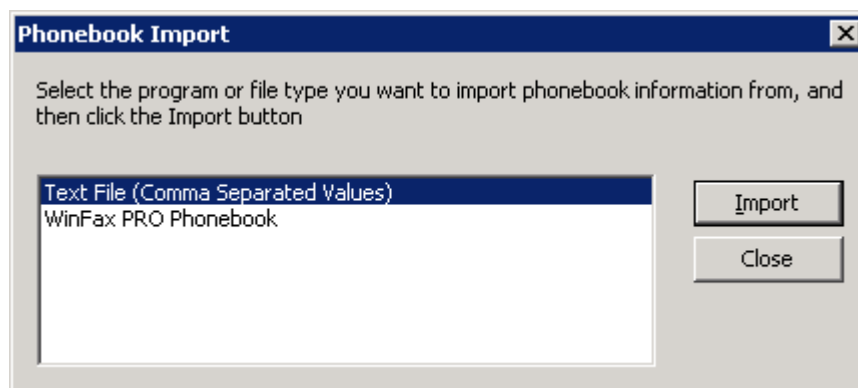 Phonebook Import
Select the program or file type you want to import phonebook information from, and
then click the Import button
Text File (Comma Separated Values)
WinFax PRO Phonebook
Import
Close